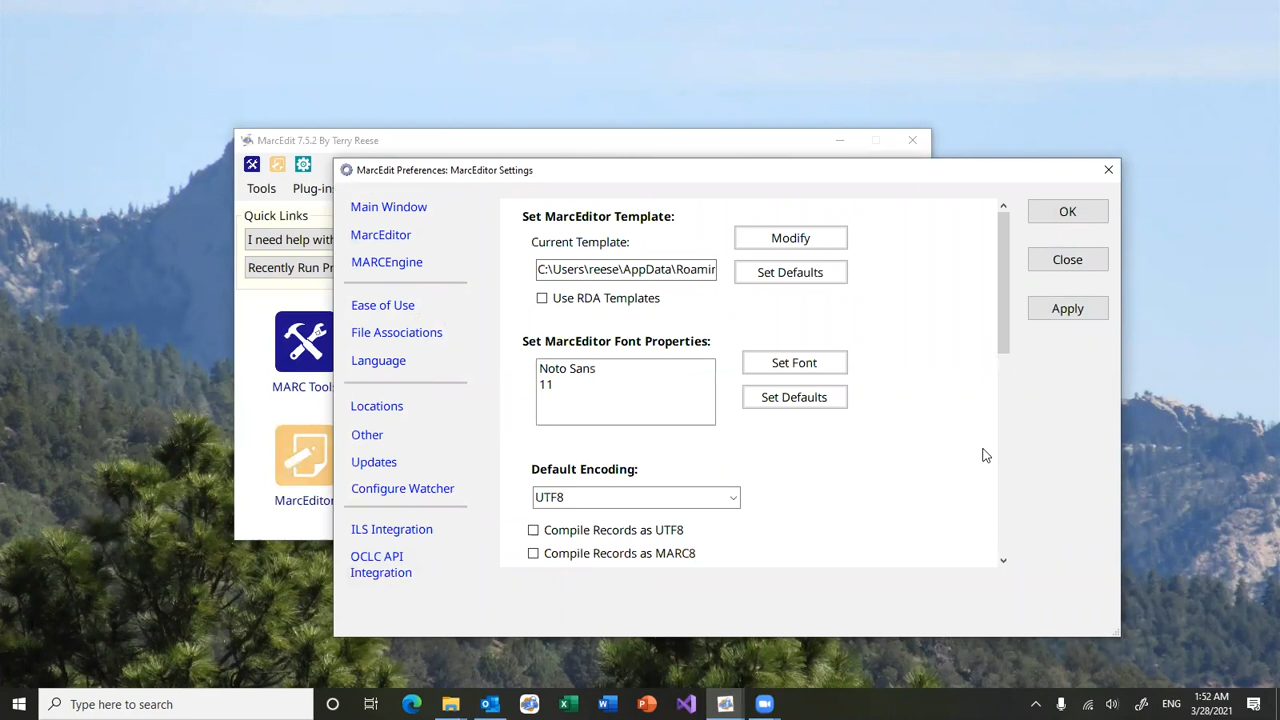 MarcEdit 7.5.2 By Terry Reese
Tools Plug-in
Quick Links
I need help with
Recently Run Pr
MARC Tool
MarcEditor
MarcEdit Preferences: MarcEditor Settings
Main Window
MarcEditor
MARCEngine
Ease of Use
File Associations
Language
Locations
Other
Updates
Configure Watcher
ILS Integration
OCLC API
Integration
Set MarcEditor Template:
Current Template:
C:\Users\reese\AppData\Roamin
Use RDA Templates
Modify
Set Defaults
Set MarcEditor Font Properties:
Noto Sans
11
Set Font
Set Defaults
Default Encoding:
UTF8
Compile Records as UTF8
Compile Records as MARC8
OK
Close
Apply
Type here to search
ENG
1:52 AM
3/28/2021